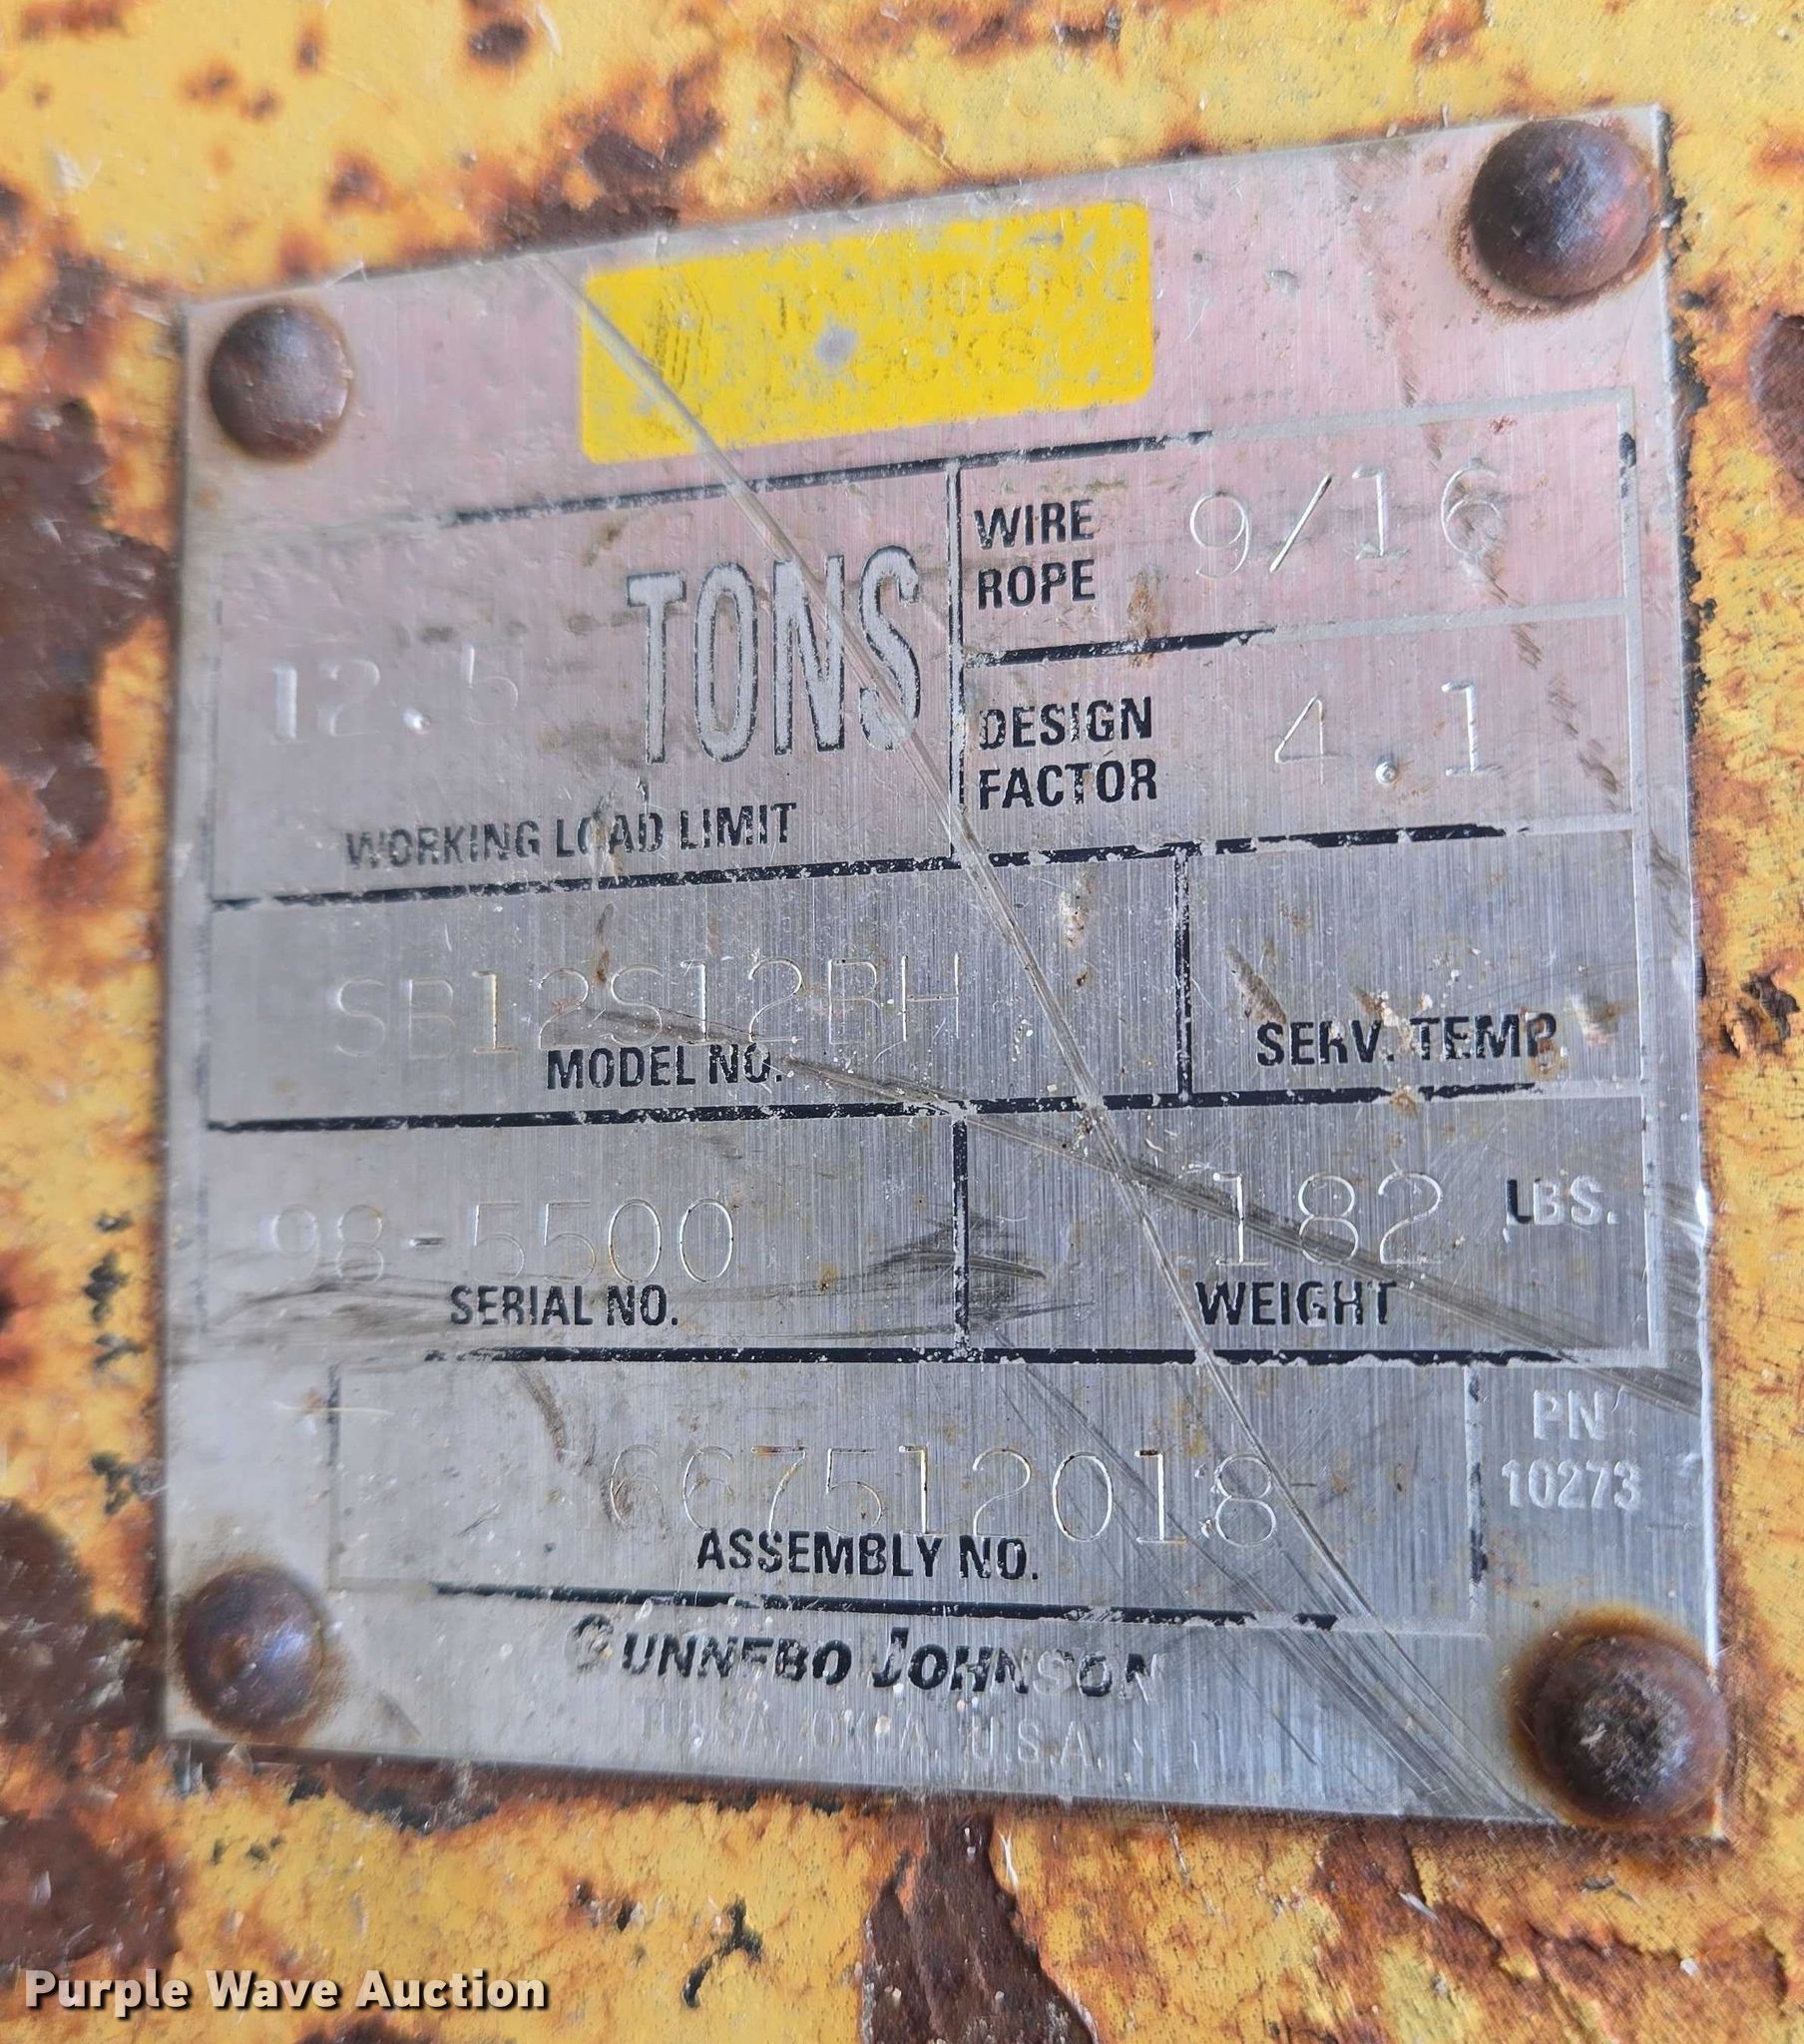 JOHNSON
BLOCKS
12.5 TONS
WORKING LOAD LIMIT
WIRE
ROPE 9/16
DESIGN
FACTOR 4.1
SB12S12BH
MODEL NO.
SERV. TEMP.
98-5500
SERIAL NO.
182 LBS.
WEIGHT
667512018
ASSEMBLY NO.
PN
10273
GUNNEBO JOHNSON
TULSA, OKLA. U.S.A.
Purple Wave Auction